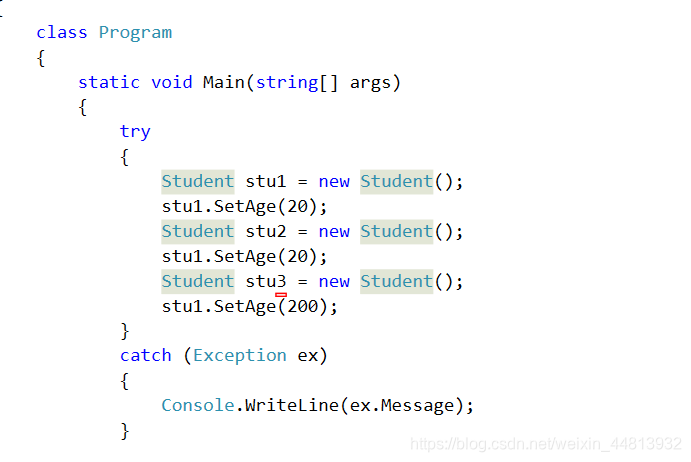 class Program
{
static void Main(string[] args)
{
try
{
Student stu1 = new Student();
stu1.SetAge(20);
Student stu2 = new Student();
stu1.SetAge(20);
Student stu3 = new Student();
stu1.SetAge(200);
}
catch (Exception ex)
{
Console.WriteLine(ex.Message);
}
https://blog.csdn.net/weixin_44813932